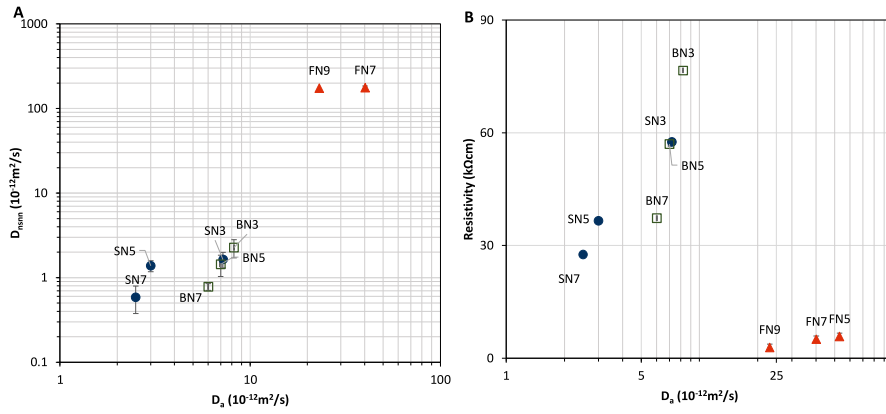 A
1000
100
10
1
0.1
1
10
100
Dnsnn (10-12m2/s)
Da (10-12m2/s)
FN9
FN7
SN5
SN7
SN3
BN3
BN5
BN7
B
90
60
30
0
1
5
25
Resistivity (kΩcm)
Da (10-12m2/s)
BN3
SN3
BN5
BN7
SN5
SN7
FN9
FN7
FN5